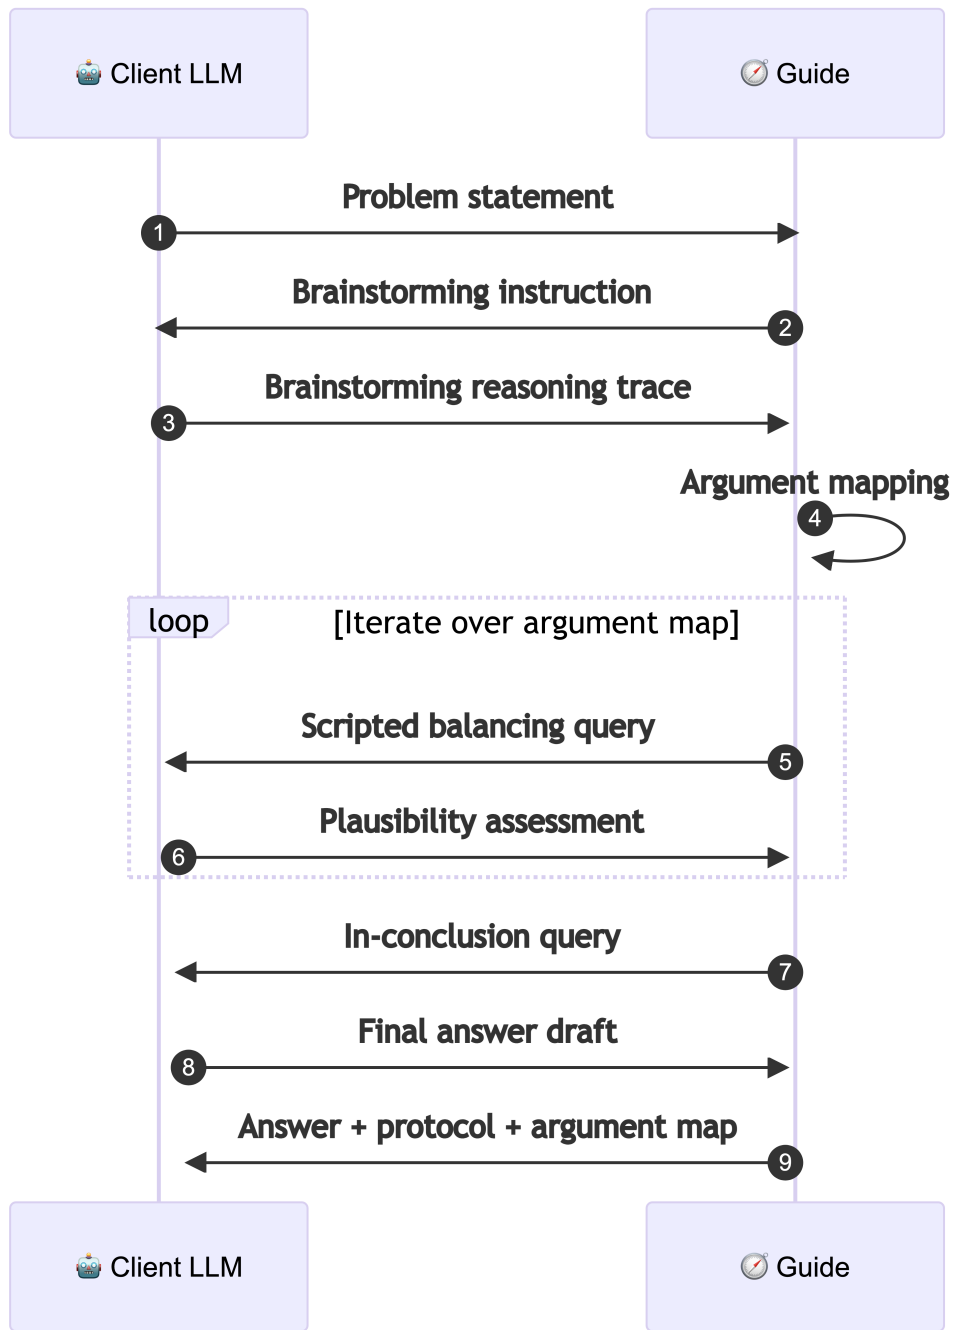 🤖 Client LLM
🧭 Guide
Problem statement
1
Brainstorming instruction
2
Brainstorming reasoning trace
3
Argument mapping
4
loop
[Iterate over argument map]
Scripted balancing query
5
Plausibility assessment
6
In-conclusion query
7
Final answer draft
8
Answer + protocol + argument map
9
🤖 Client LLM
🧭 Guide